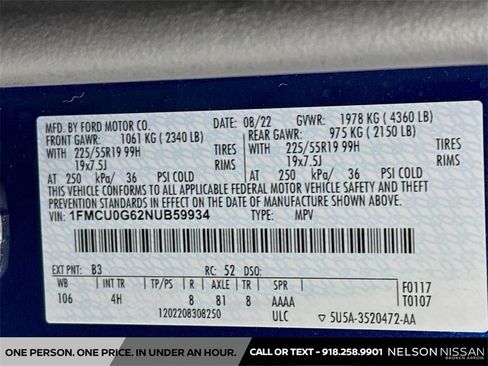 MFD. BY FORD MOTOR CO.
DATE: 08/22 GVWR: 1978 KG ( 4360 LB)
FRONT GAWR: 1061 KG ( 2340 LB) REAR GAWR: 975 KG ( 2150 LB)
WITH 225/55R19 99H TIRES WITH 225/55R19 99H TIRES
19x7.5J RIMS 19x7.5J RIMS
AT 250 kPa/ 36 PSI COLD AT 250 kPa/ 36 PSI COLD
THIS VEHICLE CONFORMS TO ALL APPLICABLE FEDERAL MOTOR VEHICLE SAFETY AND THEFT
PREVENTION STANDARDS IN EFFECT ON THE DATE OF MANUFACTURE SHOWN ABOVE.
VIN: 1FMCU0G62NUB59934 TYPE: MPV
EXT PNT: B3 RC: 52 DSO:
WB INT TR TP/PS R AXLE TR SPR F0117
106 4H 8 81 8 AAAA T0107
1202208308250 ULC ▽ 5U5A-3520472-AA
ONE PERSON. ONE PRICE. IN UNDER AN HOUR. CALL OR TEXT - 918.258.9901 NELSON NISSAN
BROKEN ARROW